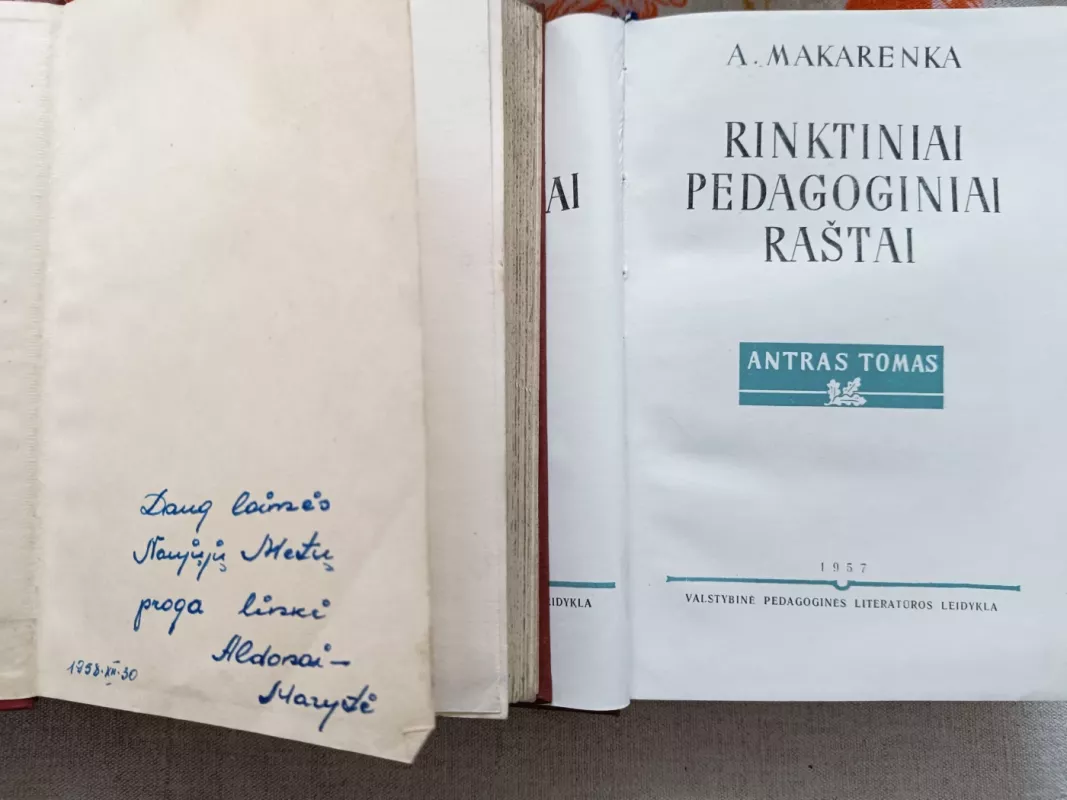 Daug laimės
Naujųjų Metų
proga linki
Aldonai –
Marytė
1958.XII.30
AI
IDYKLA
A. MAKARENKA
RINKTINIAI
PEDAGOGINIAI
RAŠTAI
ANTRAS TOMAS
1957
VALSTYBINĖ PEDAGOGINĖS LITERATŪROS LEIDYKLA